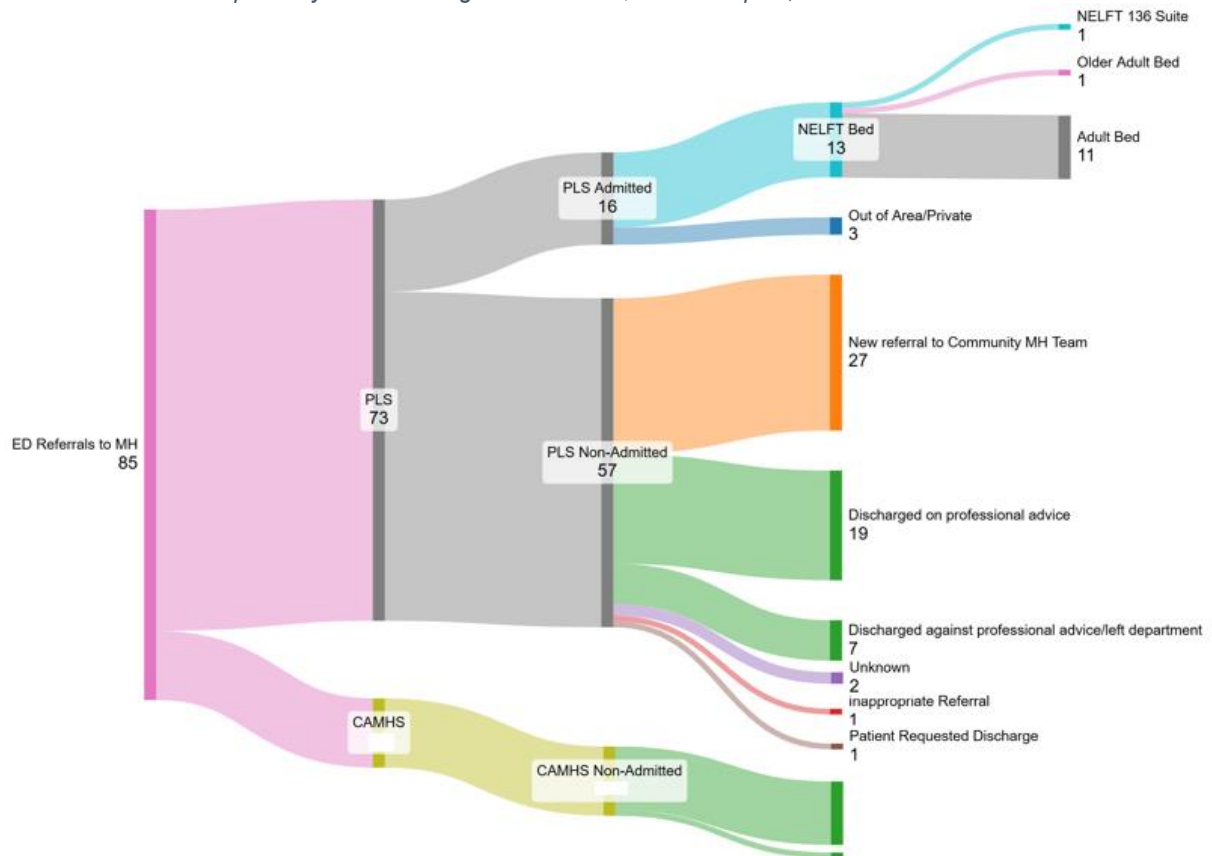 NELFT 136 Suite
1
Older Adult Bed
1
NELFT Bed
13
Adult Bed
11
PLS Admitted
16
Out of Area/Private
3
New referral to Community MH Team
27
PLS
73
ED Referrals to MH
85
PLS Non-Admitted
57
Discharged on professional advice
19
Discharged against professional advice/left department
7
Unknown
2
inappropriate Referral
1
Patient Requested Discharge
1
CAMHS
CAMHS Non-Admitted